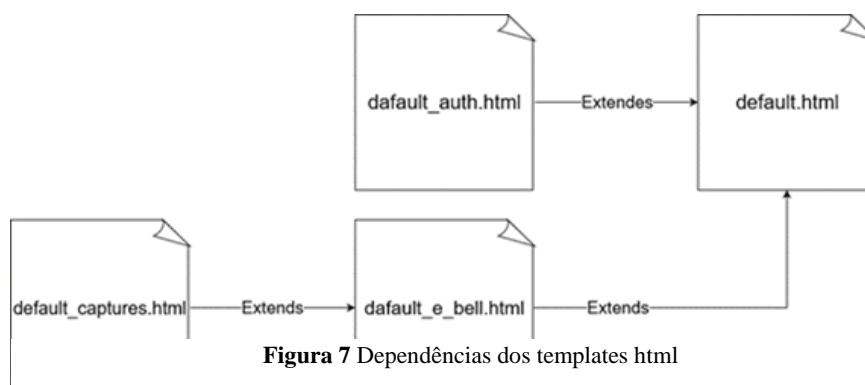 dafault_auth.html
Extendes
default.html
default_captures.html
Extends
dafault_e_bell.html
Extends
Figura 7 Dependências dos templates html